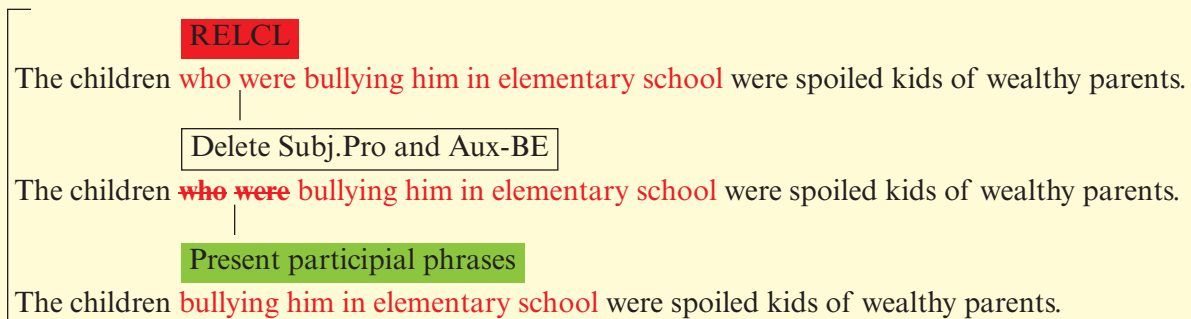 RELCL
The children who were bullying him in elementary school were spoiled kids of wealthy parents.
Delete Subj.Pro and Aux-BE
The children who were bullying him in elementary school were spoiled kids of wealthy parents.
Present participial phrases
The children bullying him in elementary school were spoiled kids of wealthy parents.